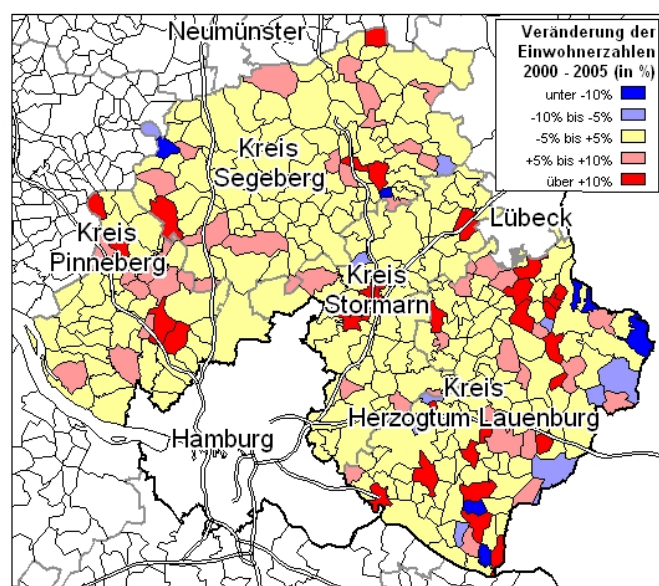 Neumünster
Veränderung der
Einwohnerzahlen
2000 - 2005 (in %)
unter -10%
-10% bis -5%
-5% bis +5%
+5% bis +10%
über +10%
Kreis
Segeberg
Lübeck
Kreis
Pinneberg
Kreis
Stormarn
Kreis
Herzogtum Lauenburg
Hamburg